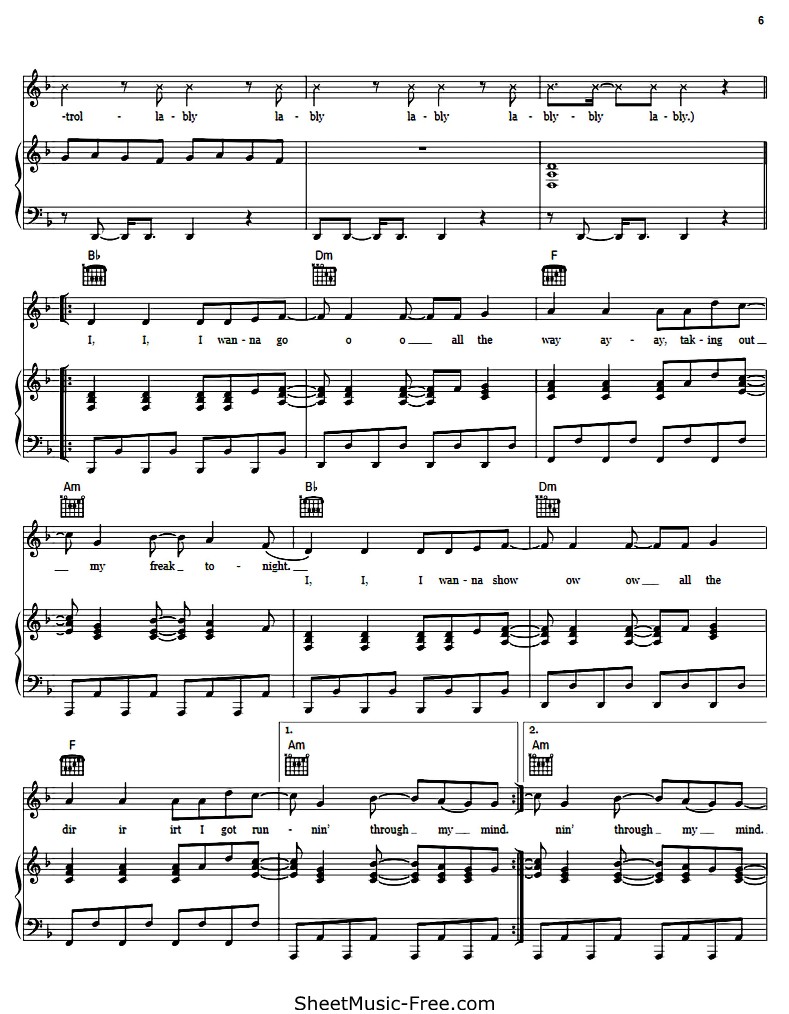 6
-trol - la - bly la - bly la - bly la - bly - bly la - bly.)
B♭ Dm F
I, I, I wan - na go o o all the way ay - ay, tak - ing out
Am B♭ Dm
my freak to - night. I, I, I wan - na show ow ow all the
1. 2.
F Am Am
dir ir irt I got run - nin' through my mind. nin' through my mind.
SheetMusic-Free.com